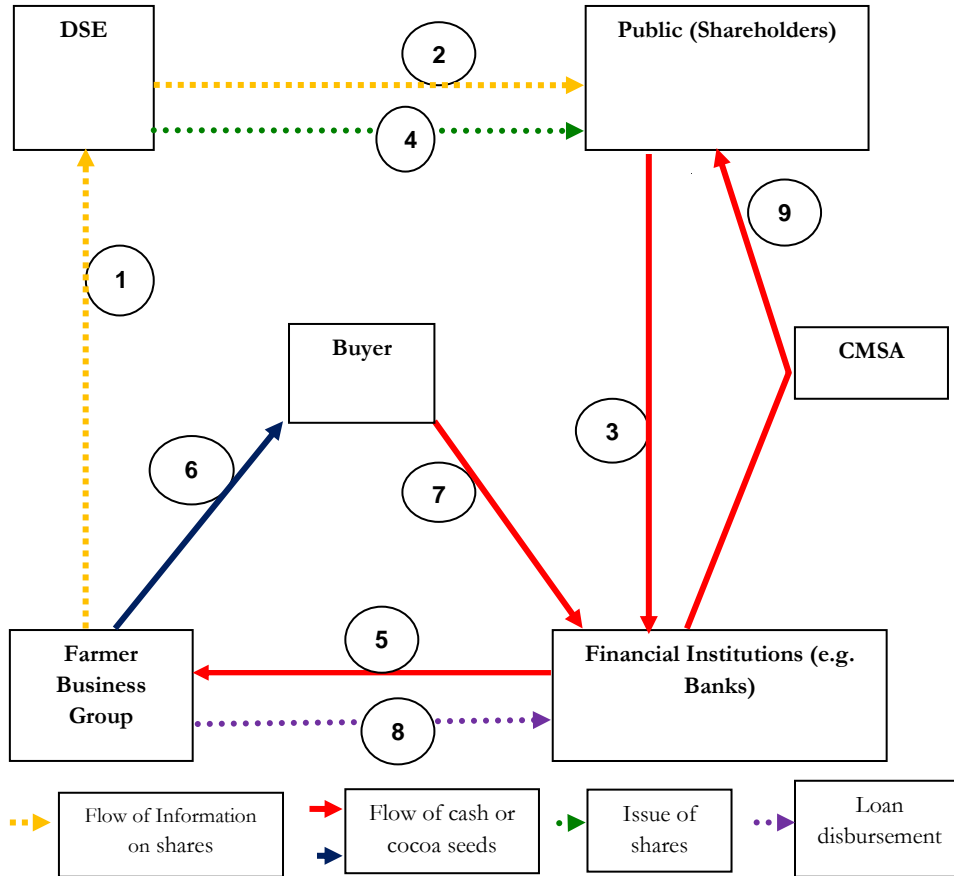 DSE
Public (Shareholders)
2
4
9
1
Buyer
CMSA
3
6
7
5
Farmer
Business
Group
Financial Institutions (e.g.
Banks)
8
Flow of Information
on shares
Flow of cash or
cocoa seeds
Issue of
shares
Loan
disbursement